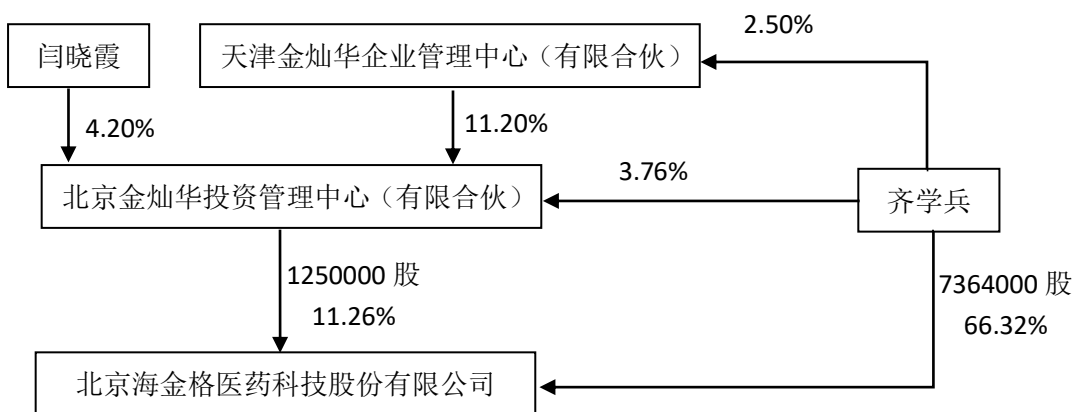 2.50%
闫晓霞
天津金灿华企业管理中心（有限合伙）
4.20%
11.20%
3.76%
北京金灿华投资管理中心（有限合伙）
齐学兵
1250000 股
11.26%
7364000 股
66.32%
北京海金格医药科技股份有限公司